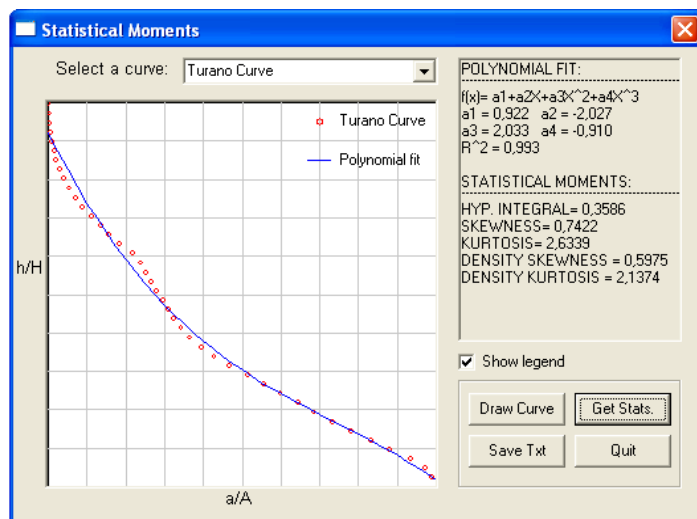 Statistical Moments
Select a curve: Turano Curve
Turano Curve
Polynomial fit
h/H
a/A
POLYNOMIAL FIT:
f(x)= a1+a2X+a3X^2+a4X^3
a1 = 0,922 a2 = -2,027
a3 = 2,033 a4 = -0,910
R^2 = 0,993
STATISTICAL MOMENTS:
HYP. INTEGRAL= 0,3586
SKEWNESS= 0,7422
KURTOSIS= 2,6339
DENSITY SKEWNESS = 0,5975
DENSITY KURTOSIS = 2,1374
Show legend
Draw Curve Get Stats.
Save Txt Quit